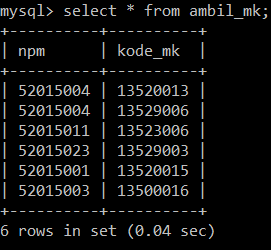 mysql> select * from ambil_mk;
+----------+----------+
| npm      | kode_mk  |
+----------+----------+
| 52015004 | 13520013 |
| 52015004 | 13529006 |
| 52015011 | 13523006 |
| 52015023 | 13529003 |
| 52015001 | 13520015 |
| 52015003 | 13500016 |
+----------+----------+
6 rows in set (0.04 sec)